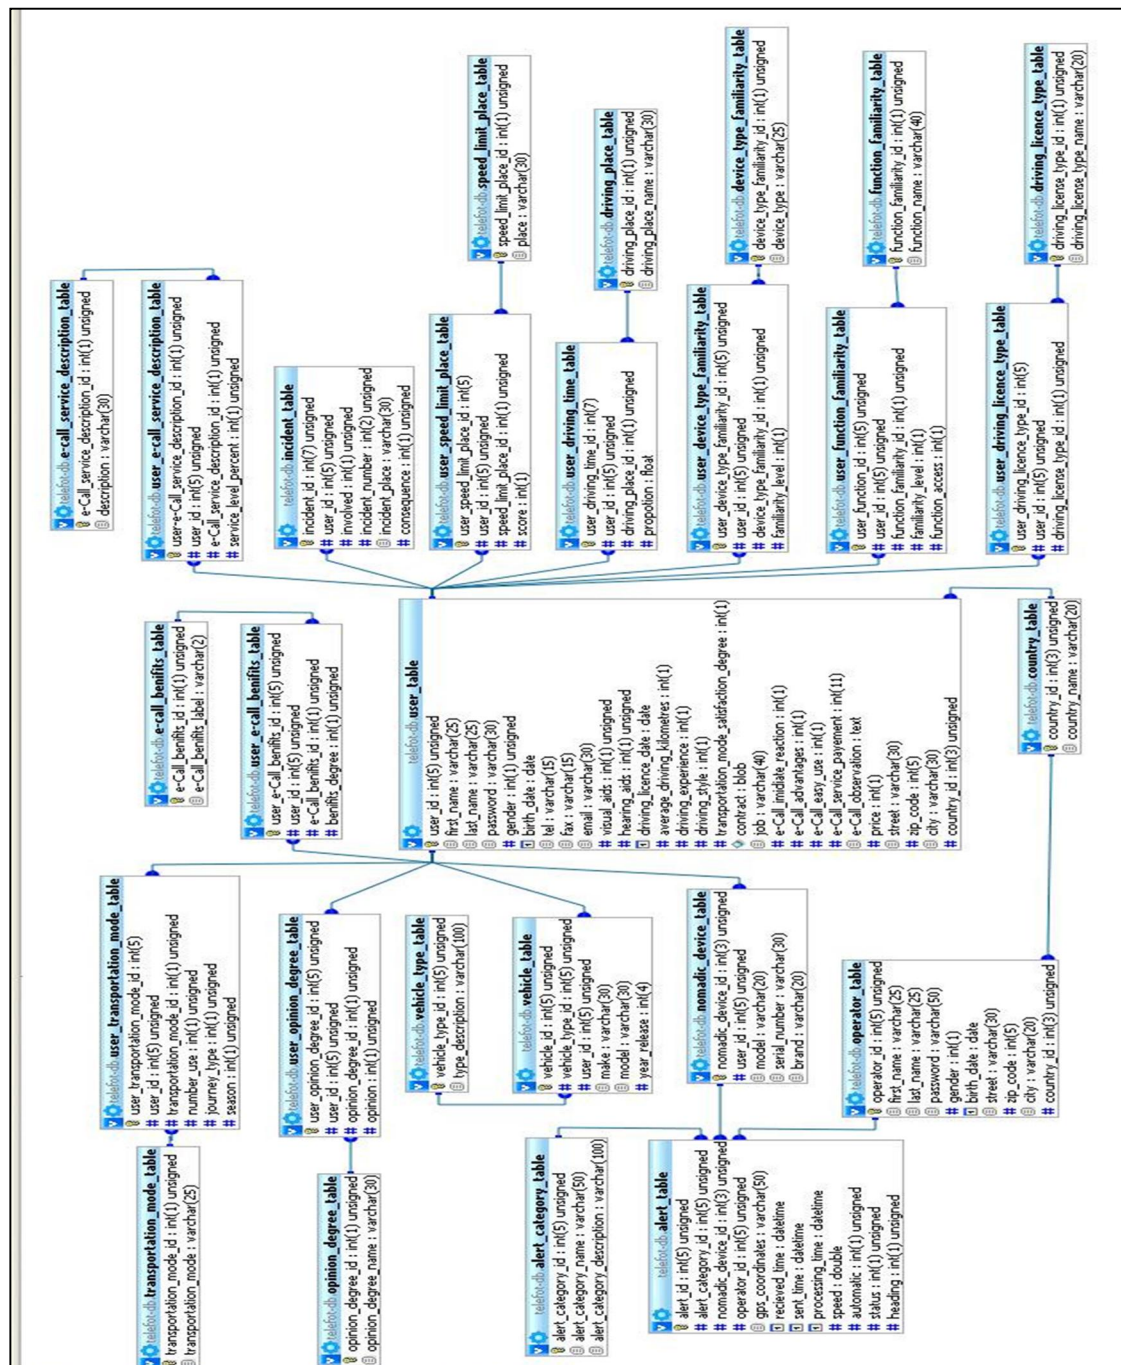 telefot-db.transportation_mode_table
transportation_mode_id : int(1) unsigned
transportation_mode : varchar(25)
telefot-db.user_transportation_mode_table
user_transportation_mode_id : int(5)
user_id : int(5) unsigned
transportation_mode_id : int(1) unsigned
number_use : int(1) unsigned
journey_type : int(1) unsigned
season : int(1) unsigned
telefot-db.opinion_degree_table
opinion_degree_id : int(1) unsigned
opinion_degree_name : varchar(30)
telefot-db.user_opinion_degree_table
user_opinion_degree_id : int(5) unsigned
user_id : int(5) unsigned
opinion_degree_id : int(1) unsigned
opinion : int(1) unsigned
telefot-db.vehicle_type_table
vehicle_type_id : int(5) unsigned
type_description : varchar(100)
telefot-db.vehicle_table
vehicle_id : int(5) unsigned
vehicle_type_id : int(5) unsigned
user_id : int(5) unsigned
make : varchar(30)
model : varchar(30)
year_release : int(4)
telefot-db.alert_category_table
alert_category_id : int(5) unsigned
alert_category_name : varchar(50)
alert_category_description : varchar(100)
telefot-db.alert_table
alert_id : int(5) unsigned
alert_category_id : int(5) unsigned
nomadic_device_id : int(3) unsigned
operator_id : int(5) unsigned
gps_coordinates : varchar(50)
recieved_time : datetime
sent_time : datetime
processing_time : datetime
speed : double
automatic : int(1) unsigned
status : int(1) unsigned
heading : int(1) unsigned
telefot-db.nomadic_device_table
nomadic_device_id : int(3) unsigned
user_id : int(5) unsigned
model : varchar(20)
serial_number : varchar(30)
brand : varchar(20)
telefot-db.operator_table
operator_id : int(5) unsigned
first_name : varchar(25)
last_name : varchar(25)
password : varchar(50)
gender : int(1)
birth_date : date
street : varchar(30)
zip_code : int(5)
city : varchar(20)
country_id : int(3) unsigned
telefot-db.e-call_benifits_table
e-Call_benifits_id : int(1) unsigned
e-Call_benifits_label : varchar(2)
telefot-db.user_e-call_benifits_table
user_e-Call_benifits_id : int(5) unsigned
user_id : int(5) unsigned
e-Call_benifits_id : int(1) unsigned
benifits_degree : int(1) unsigned
telefot-db.user_table
user_id : int(5) unsigned
first_name : varchar(25)
last_name : varchar(25)
password : varchar(30)
gender : int(1) unsigned
birth_date : date
tel : varchar(15)
fax : varchar(15)
email : varchar(30)
visual_aids : int(1) unsigned
hearing_aids : int(1) unsigned
driving_licence_date : date
average_driving_kilometres : int(1)
driving_experience : int(1)
driving_style : int(1)
transportation_mode_satisfaction_degree : int(1)
contract : blob
job : varchar(40)
e-Call_imidiate_reaction : int(1)
e-Call_advantages : int(1)
e-Call_easy_use : int(1)
e-Call_service_payement : int(11)
e-Call_observation : text
price : int(1)
street : varchar(30)
zip_code : int(5)
city : varchar(30)
country_id : int(3) unsigned
telefot-db.country_table
country_id : int(3) unsigned
country_name : varchar(20)
telefot-db.e-call_service_description_table
e-Call_service_description_id : int(1) unsigned
description : varchar(30)
telefot-db.user_e-call_service_description_table
user-e-Call_service_description_id : int(1) unsigned
user_id : int(5) unsigned
e-Call_service_description_id : int(1) unsigned
service_level_percent : int(1) unsigned
telefot-db.incident_table
incident_id : int(7) unsigned
user_id : int(5) unsigned
involved : int(1) unsigned
incident_number : int(2) unsigned
incident_place : varchar(30)
consequence : int(1) unsigned
telefot-db.user_speed_limit_place_table
user_speed_limit_place_id : int(5)
user_id : int(5) unsigned
speed_limit_place_id : int(1) unsigned
score : int(1)
telefot-db.speed_limit_place_table
speed_limit_place_id : int(1) unsigned
place : varchar(30)
telefot-db.user_driving_time_table
user_driving_time_id : int(7)
user_id : int(5) unsigned
driving_place_id : int(1) unsigned
propotion : float
telefot-db.driving_place_table
driving_place_id : int(1) unsigned
driving_place_name : varchar(30)
telefot-db.user_device_type_familiarity_table
user_device_type_familiarity_id : int(5) unsigned
user_id : int(5) unsigned
device_type_familiarity_id : int(1) unsigned
familiarity_level : int(1)
telefot-db.device_type_familiarity_table
device_type_familiarity_id : int(1) unsigned
device_type : varchar(25)
telefot-db.user_function_familiarity_table
user_function_id : int(5) unsigned
user_id : int(5) unsigned
function_familiarity_id : int(1) unsigned
familiarity_level : int(1)
function_access : int(1)
telefot-db.function_familiarity_table
function_familiarity_id : int(1) unsigned
function_name : varchar(40)
telefot-db.user_driving_licence_type_table
user_driving_licence_type_id : int(5)
user_id : int(5) unsigned
driving_license_type_id : int(1) unsigned
telefot-db.driving_licence_type_table
driving_license_type_id : int(1) unsigned
driving_license_type_name : varchar(20)